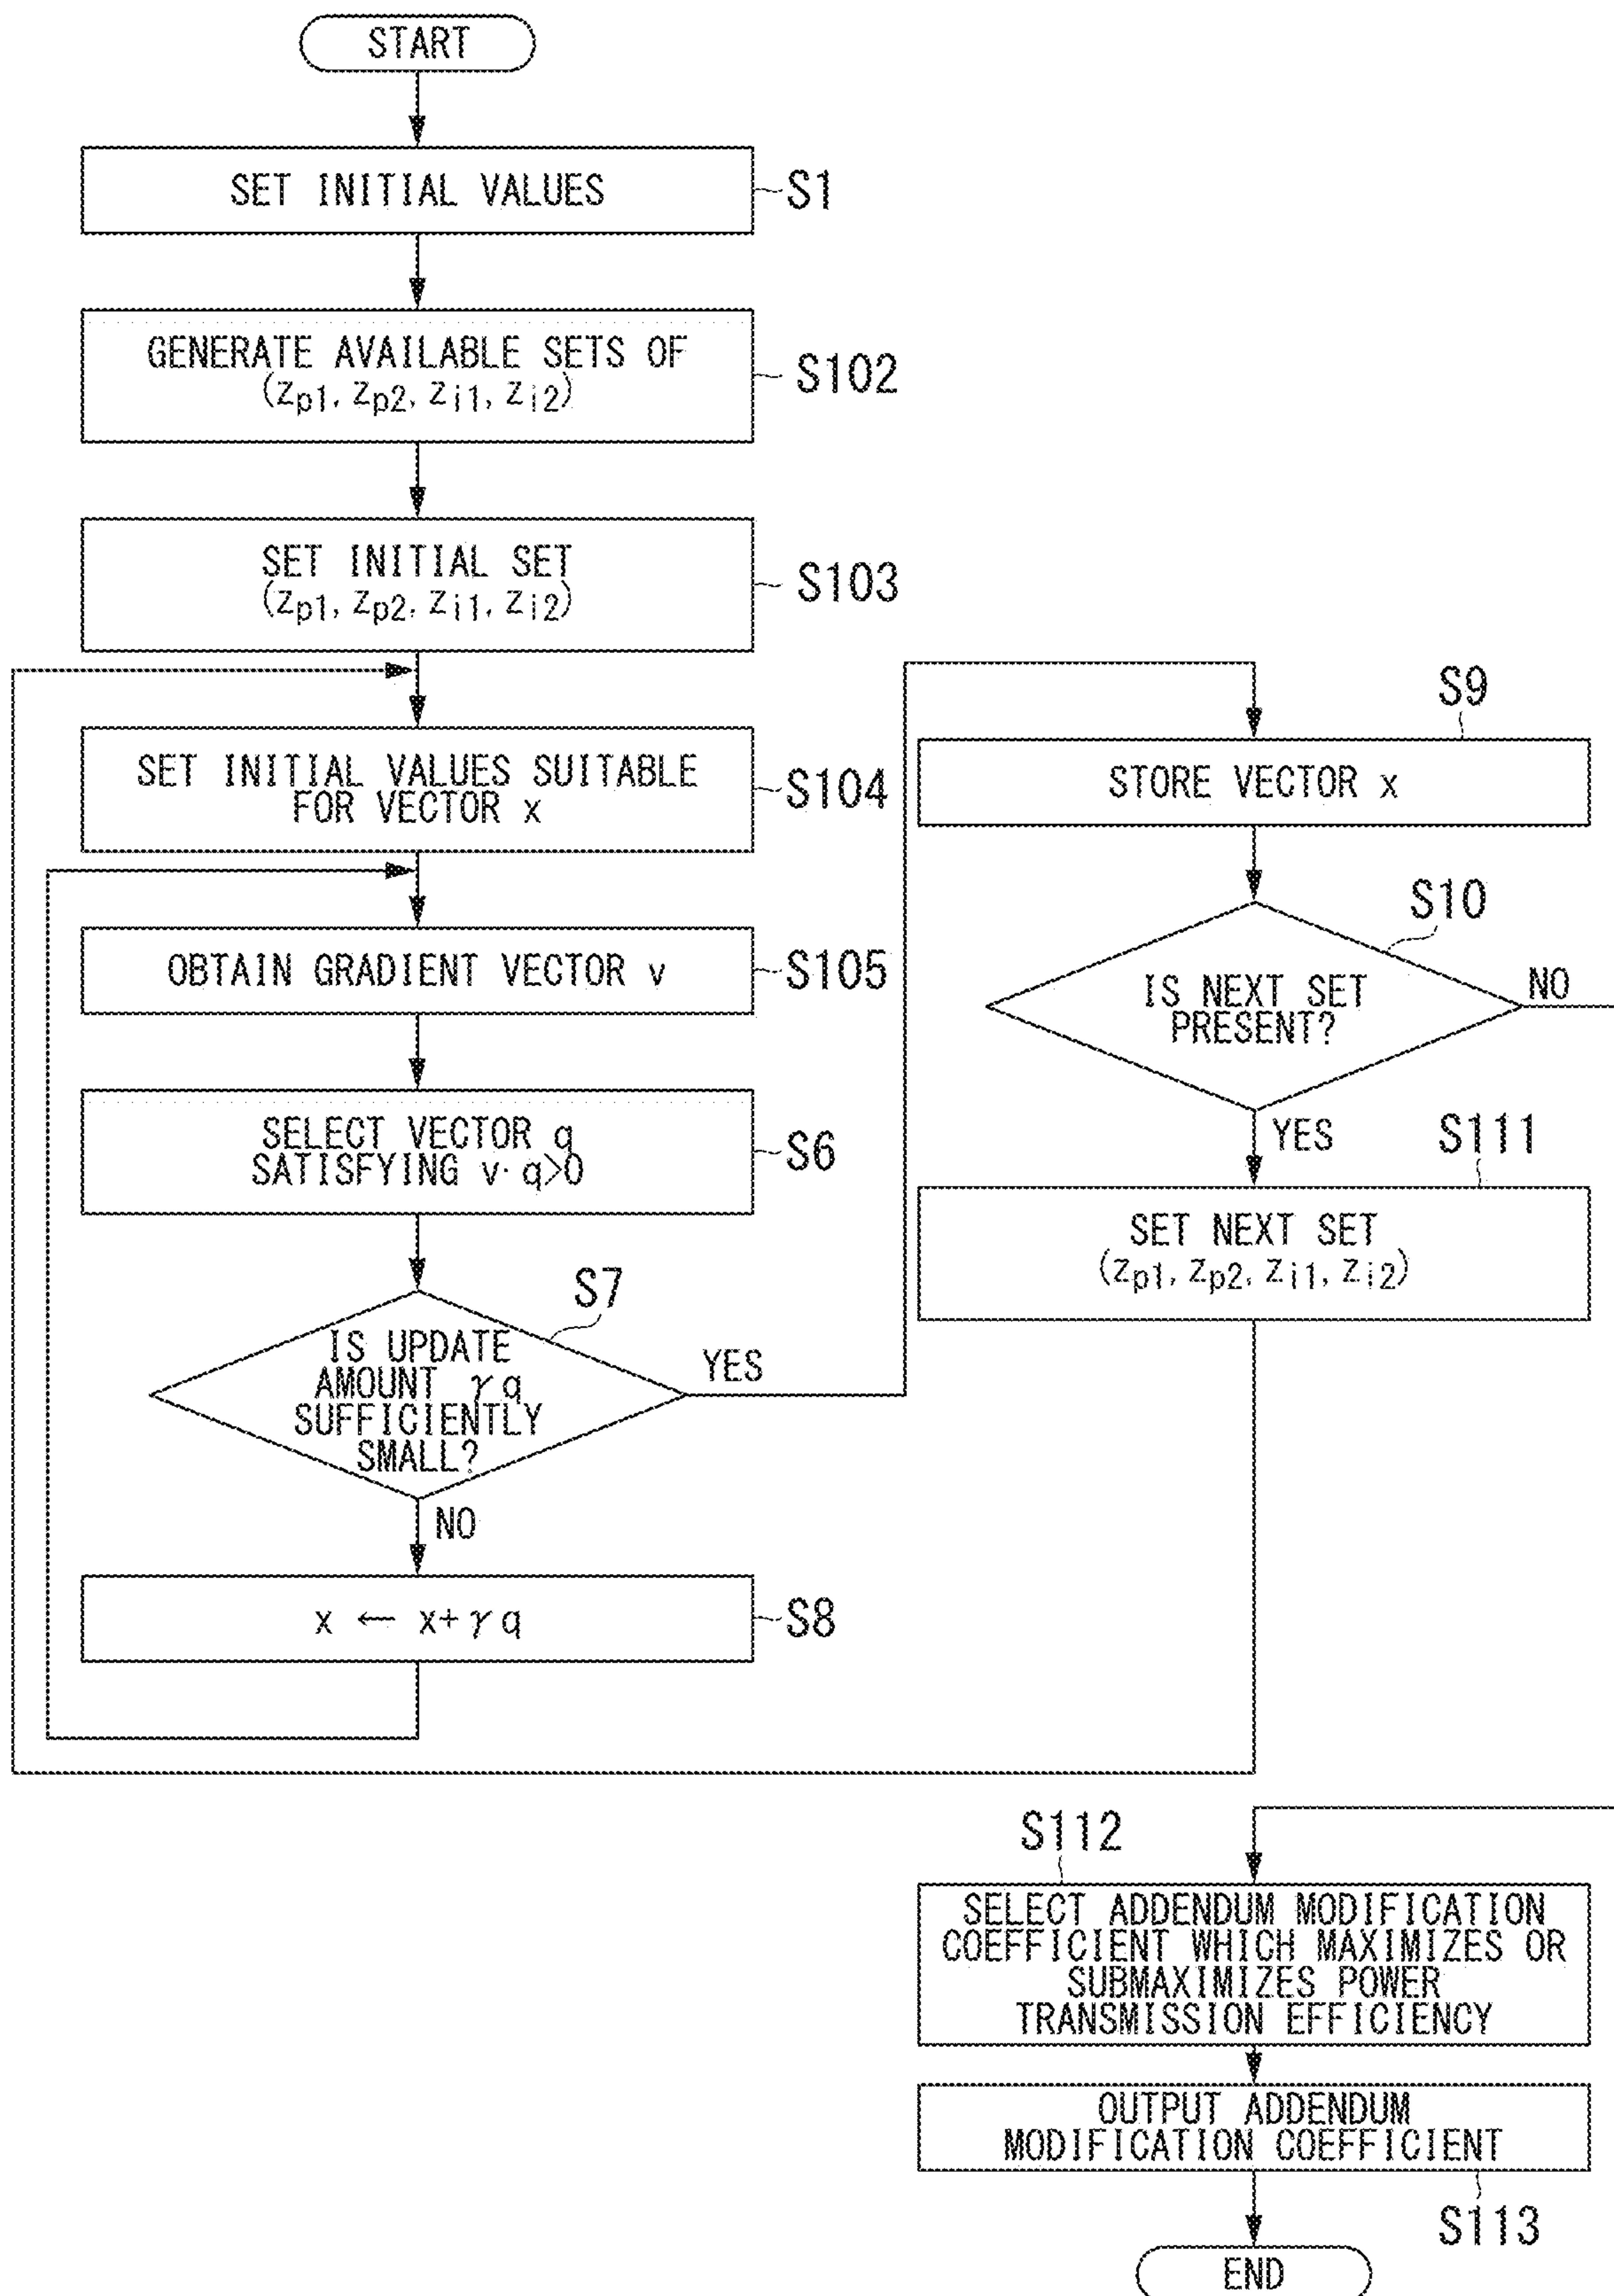 START
SET INITIAL VALUES
S1
GENERATE AVAILABLE SETS OF
(zp1, zp2, zi1, zi2)
S102
SET INITIAL SET
(zp1, zp2, zi1, zi2)
S103
SET INITIAL VALUES SUITABLE
FOR VECTOR x
S104
OBTAIN GRADIENT VECTOR v
S105
SELECT VECTOR q
SATISFYING v· q>0
S6
S7
IS UPDATE
AMOUNT γq
SUFFICIENTLY
SMALL?
YES
NO
x ← x+γq
S8
S9
STORE VECTOR x
S10
IS NEXT SET
PRESENT?
NO
YES
S111
SET NEXT SET
(zp1, zp2, zi1, zi2)
S112
SELECT ADDENDUM MODIFICATION
COEFFICIENT WHICH MAXIMIZES OR
SUBMAXIMIZES POWER
TRANSMISSION EFFICIENCY
OUTPUT ADDENDUM
MODIFICATION COEFFICIENT
S113
END